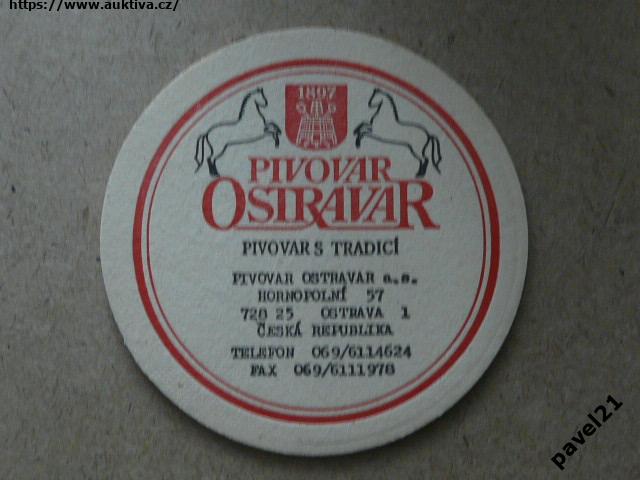 https://www.auktiva.cz/
1897
PIVOVAR
OSTRAVAR
PIVOVAR S TRADICÍ
PIVOVAR OSTRAVAR a.s.
HORNOPOLNÍ 57
728 25 OSTRAVA 1
ČESKÁ REPUBLIKA
TELEFON 069/6114624
FAX 069/6111978
pavel21